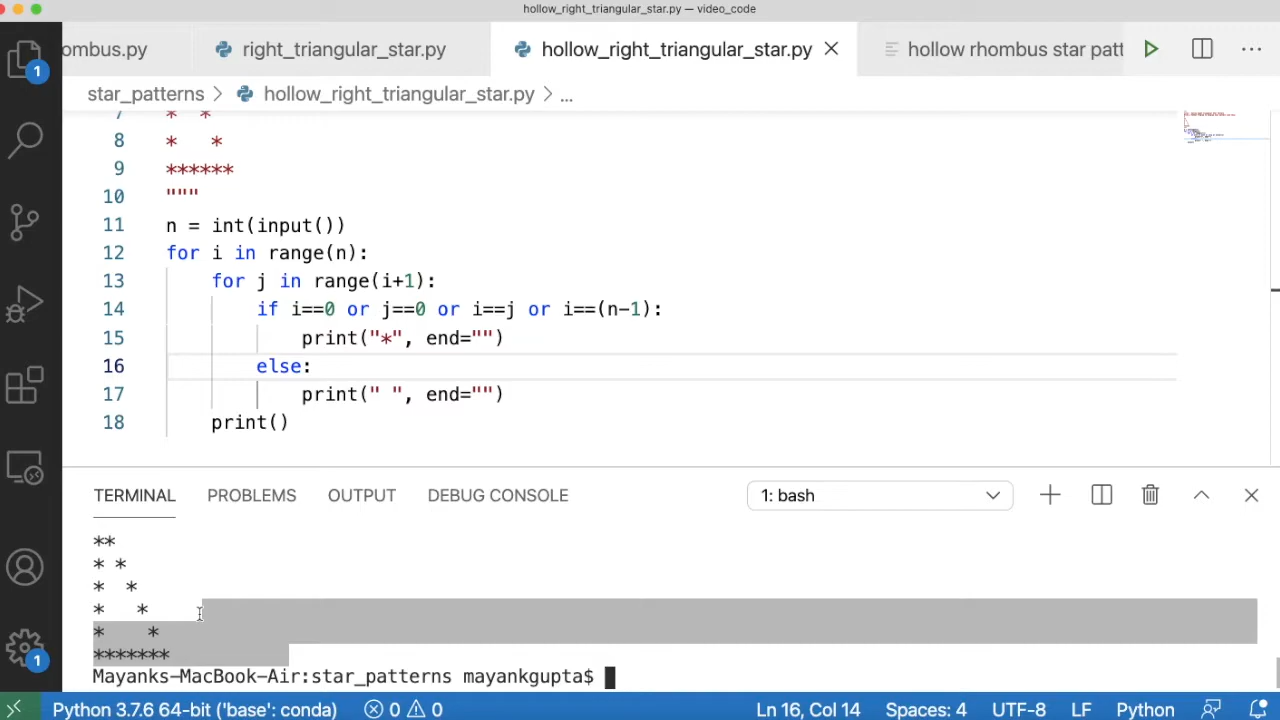 hollow_right_triangular_star.py — video_code
ombus.py right_triangular_star.py hollow_right_triangular_star.py hollow rhombus star patt ...
1 star_patterns > hollow_right_triangular_star.py > ...
7 *  *
8 *   *
9 ******
10 """
11 n = int(input())
12 for i in range(n):
13 for j in range(i+1):
14 if i==0 or j==0 or i==j or i==(n-1):
15 print("*", end="")
16 else:
17 print(" ", end="")
18 print()
TERMINAL PROBLEMS OUTPUT DEBUG CONSOLE 1: bash
**
* *
*  *
*   *
*    *
*******
Mayanks-MacBook-Air:star_patterns mayankgupta$
1 Python 3.7.6 64-bit ('base': conda) 0 0 Ln 16, Col 14 Spaces: 4 UTF-8 LF Python